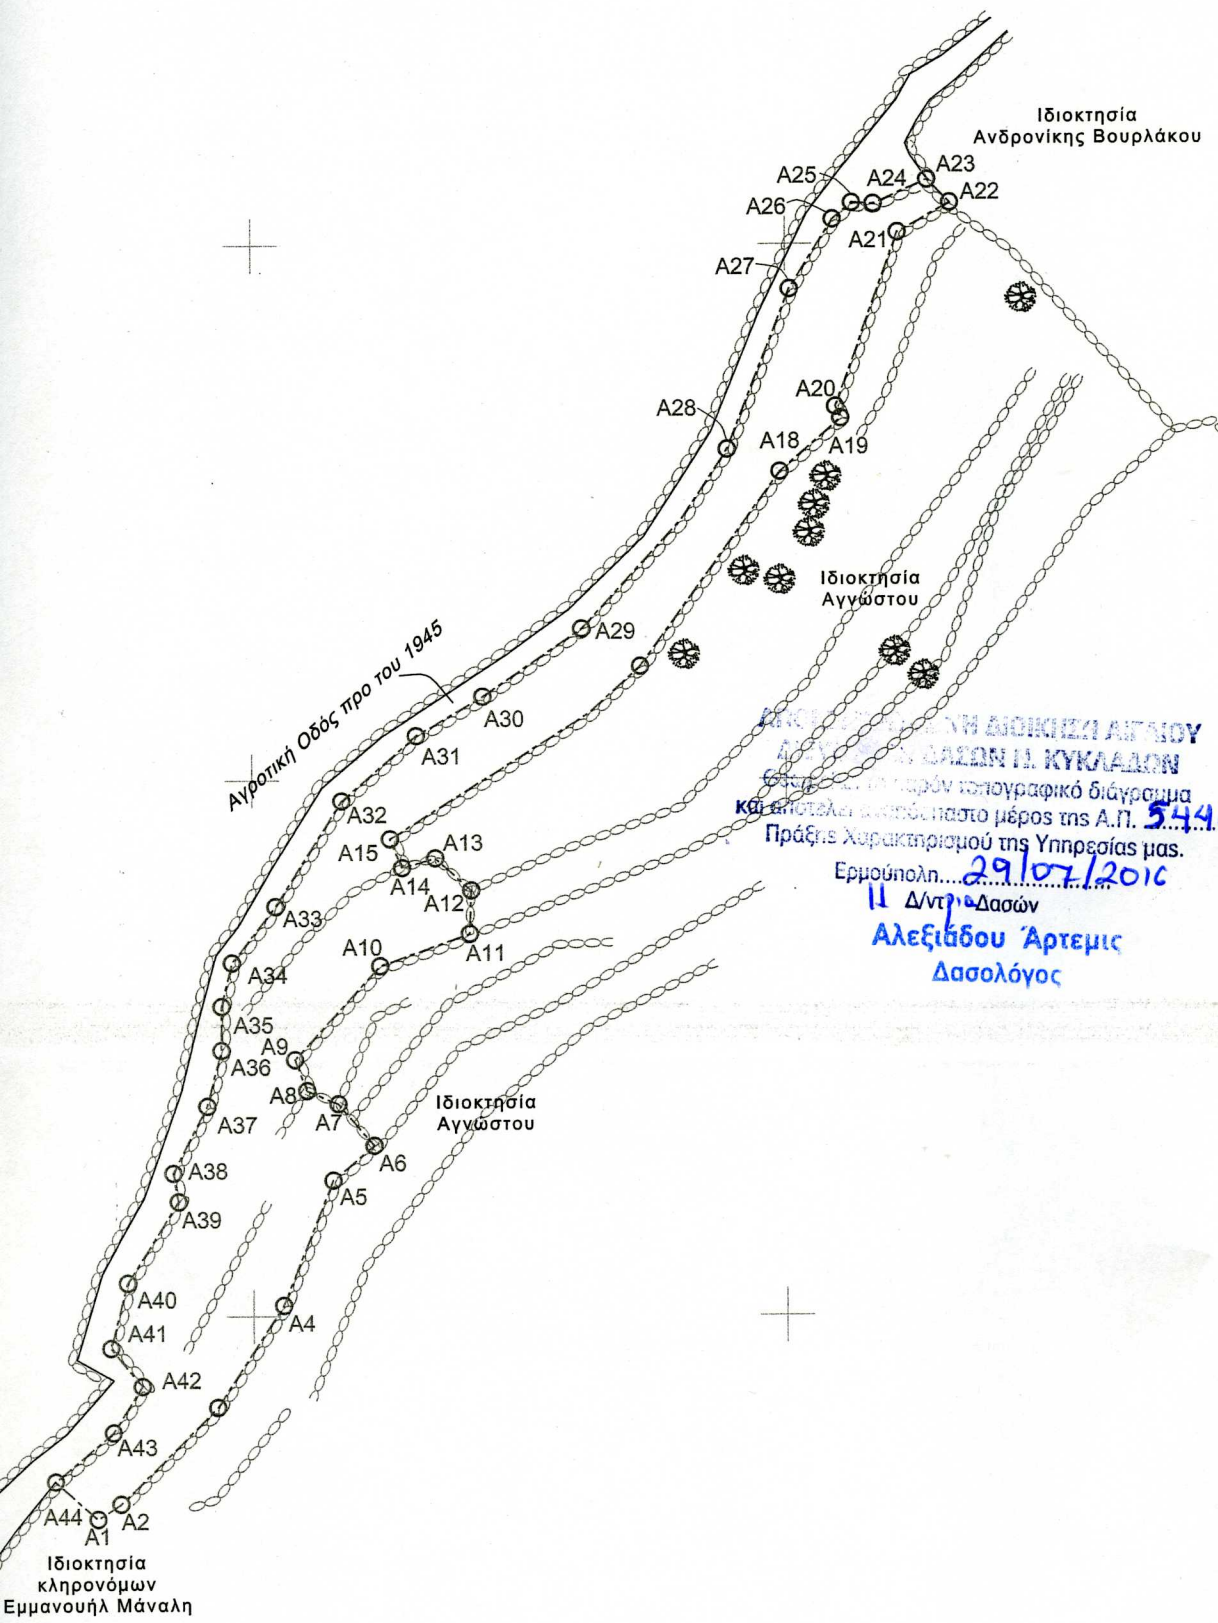 Ιδιοκτησία
Ανδρονίκης Βουρλάκου
A23
A25
A24
A22
A26
A21
A27
A20
A28
A19
A18
Ιδιοκτησία
Αγνώστου
A29
Αγροτική Οδός προ του 1945
A30
A31
A32
ΔΙΟΙΚΗΣΗ ΑΙΓΑΙΟΥ
ΔΑΣΩΝ Ν. ΚΥΚΛΑΔΩΝ
τοπογραφικό διάγραμμα
και αποτελεί αναπόσπαστο μέρος της Α.Π. 544
Πράξης Χαρακτηρισμού της Υπηρεσίας μας.
Ερμούπολη....29/07/2016
Η Δ/ντρια Δασών
Αλεξιάδου Άρτεμις
Δασολόγος
A15
A13
A14
A12
A33
A10
A11
A34
A35
A9
A36
A8
A7
A37
Ιδιοκτησία
Αγνώστου
A6
A38
A5
A39
A40
A4
A41
A42
A43
A44
A2
A1
Ιδιοκτησία
κληρονόμων
Εμμανουήλ Μάναλη